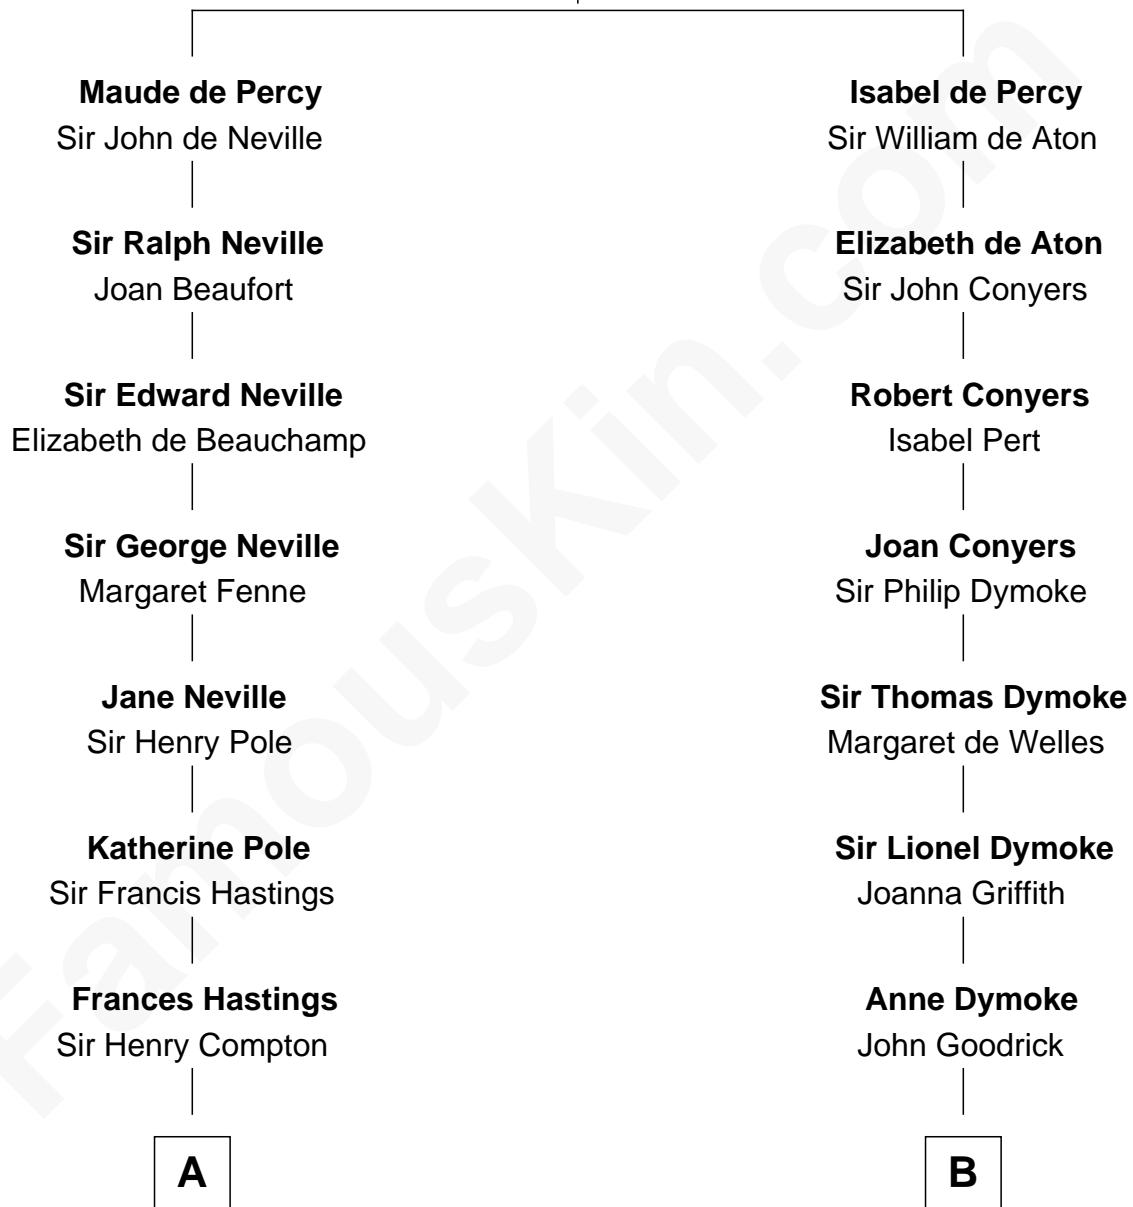 Maude de Percy
Sir John de Neville
Sir Ralph Neville
Joan Beaufort
Sir Edward Neville
Elizabeth de Beauchamp
Sir George Neville
Margaret Fenne
Jane Neville
Sir Henry Pole
Katherine Pole
Sir Francis Hastings
Frances Hastings
Sir Henry Compton
A
Isabel de Percy
Sir William de Aton
Elizabeth de Aton
Sir John Conyers
Robert Conyers
Isabel Pert
Joan Conyers
Sir Philip Dymoke
Sir Thomas Dymoke
Margaret de Welles
Sir Lionel Dymoke
Joanna Griffith
Anne Dymoke
John Goodrick
B
FamousKin.com